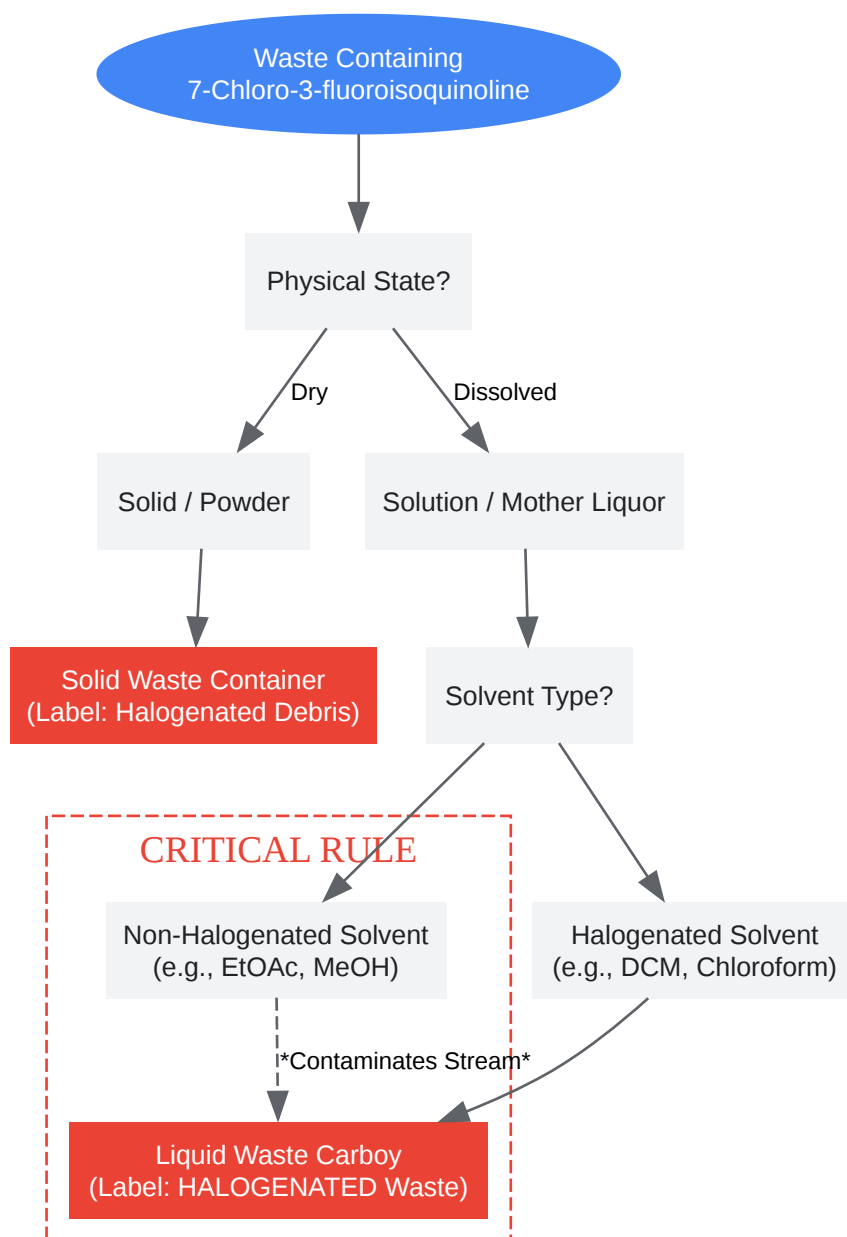 Waste Containing
7-Chloro-3-fluoroisoquinoline
Physical State?
Dry
Dissolved
Solid / Powder
Solution / Mother Liquor
Solid Waste Container
(Label: Halogenated Debris)
Solvent Type?
CRITICAL RULE
Non-Halogenated Solvent
(e.g., EtOAc, MeOH)
Halogenated Solvent
(e.g., DCM, Chloroform)
*Contaminates Stream*
Liquid Waste Carboy
(Label: HALOGENATED Waste)